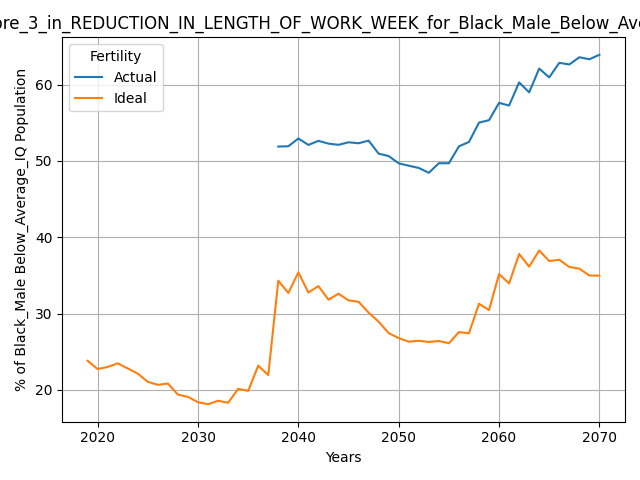 ore_3_in_REDUCTION_IN_LENGTH_OF_WORK_WEEK_for_Black_Male_Below_Ave
Fertility
Actual
Ideal
% of Black_Male Below_Average_IQ Population
60
50
40
30
20
2020
2030
2040
2050
2060
2070
Years